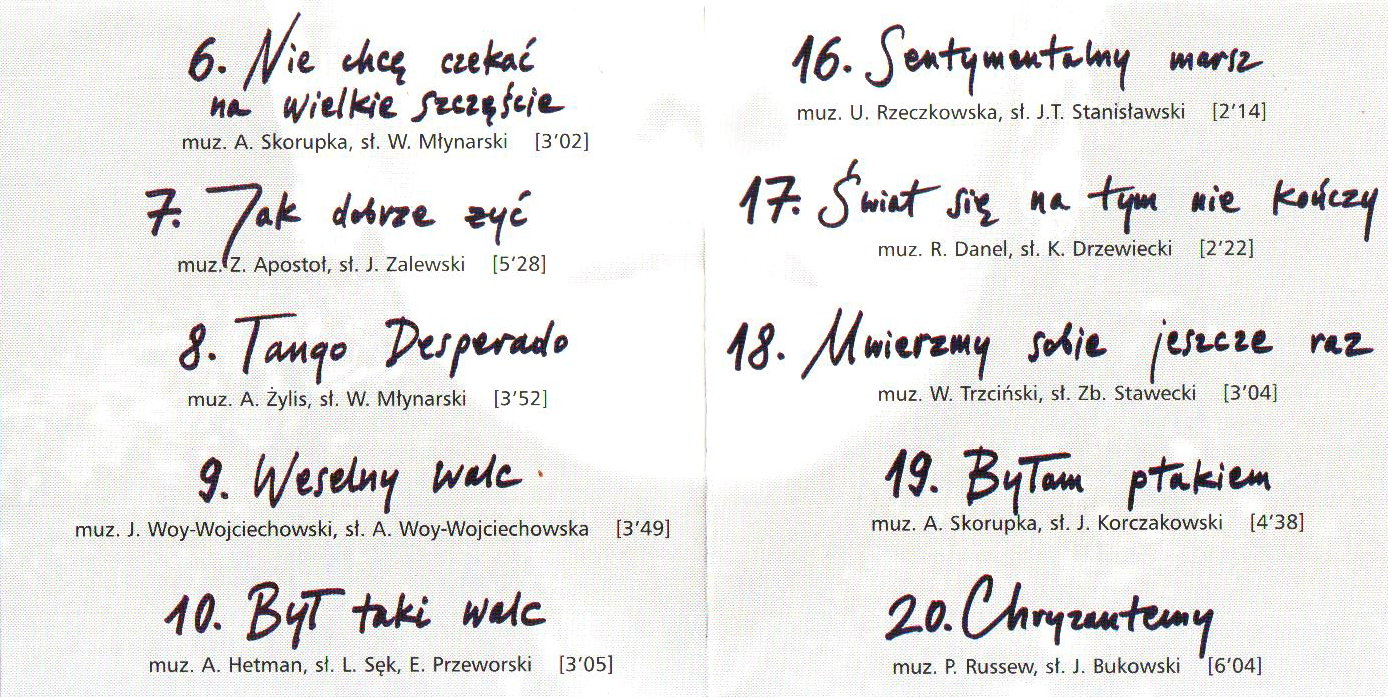 6. Nie chcę czekać
na wielkie szczęście
muz. A. Skorupka, sł. W. Młynarski [3'02]
7. Jak dobrze żyć
muz. Z. Apostoł, sł. J. Zalewski [5'28]
8. Tango Desperado
muz. A. Żylis, sł. W. Młynarski [3'52]
9. Weselny walc
muz. J. Woy-Wojciechowski, sł. A. Woy-Wojciechowska [3'49]
10. Był taki walc
muz. A. Hetman, sł. L. Sęk, E. Przeworski [3'05]
16. Sentymentalny marsz
muz. U. Rzeczkowska, sł. J.T. Stanisławski [2'14]
17. Świat się na tym nie kończy
muz. R. Danel, sł. K. Drzewiecki [2'22]
18. Uwierzmy sobie jeszcze raz
muz. W. Trzciński, sł. Zb. Stawecki [3'04]
19. Byłam ptakiem
muz. A. Skorupka, sł. J. Korczakowski [4'38]
20. Chryzantemy
muz. P. Russew, sł. J. Bukowski [6'04]